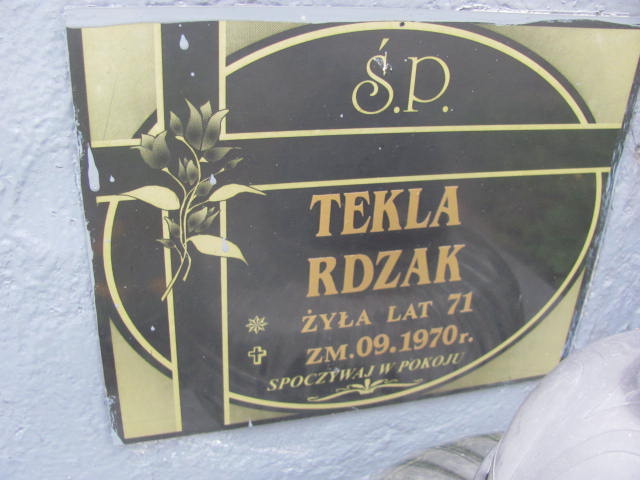 Ś.P.
TEKLA
RDZAK
ŻYŁA LAT 71
ZM.09.1970r.
SPOCZYWAJ W POKOJU